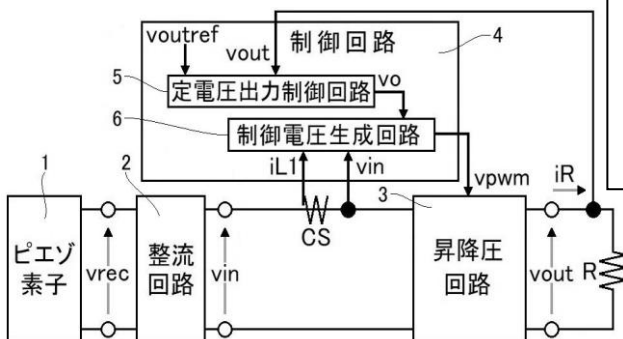 voutref
vout
制御回路
4
5
定電圧出力制御回路
vo
6
制御電圧生成回路
iL1
vin
vpwm
iR
1
2
3
ピエゾ
素子
vrec
整流
回路
vin
CS
昇降圧
回路
vout
R